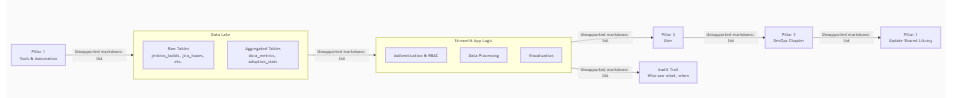 Pillar 1
Tools & Automation
Unsupported markdown:
list
Data Lake
Raw Tables
jenkins_builds, jira_issues,
etc.
Aggregated Tables
dora_metrics,
adoption_stats
Unsupported markdown:
list
Streamlit App Logic
Authentication & RBAC
Data Processing
Visualization
Unsupported markdown:
list
Pillar 2
User
Unsupported markdown:
list
Pillar 3
DevOps Chapter
Unsupported markdown:
list
Pillar 1
Update Shared Library
Unsupported markdown:
list
Audit Trail
Who saw what, when